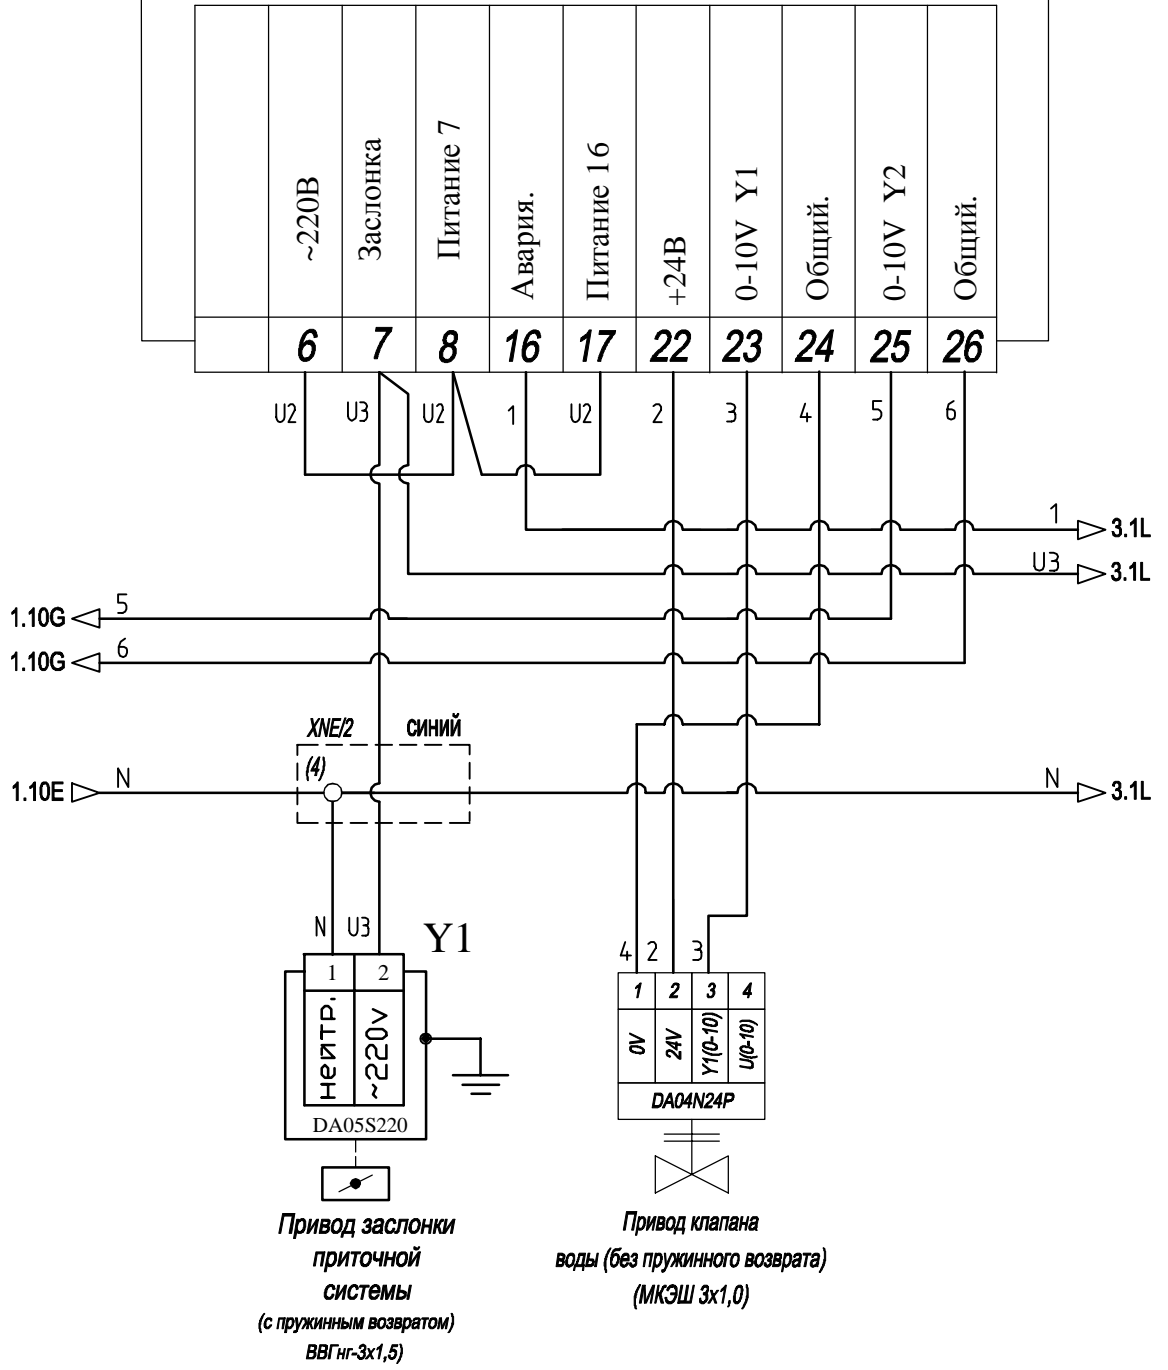 ~220В
Заслонка
Питание 7
Авария.
Питание 16
+24В
0-10V Y1
Общий.
0-10V Y2
Общий.
6 7 8 16 17 22 23 24 25 26
U2 U3 U2 1 U2 2 3 4 5 6
1 3.1L
U3 3.1L
1.10G 5
1.10G 6
XNE/2 синий
(4)
1.10E N N 3.1L
N U3 Y1
4 2 3
1 2
1 2 3 4
нейтр.
~220v
0V
24V
Y1(0-10)
U(0-10)
DA05S220
DA04N24P
Привод заслонки
приточной
системы
(с пружинным возвратом)
ВВГнг-3х1,5)
Привод клапана
воды (без пружинного возврата)
(МКЭШ 3х1,0)